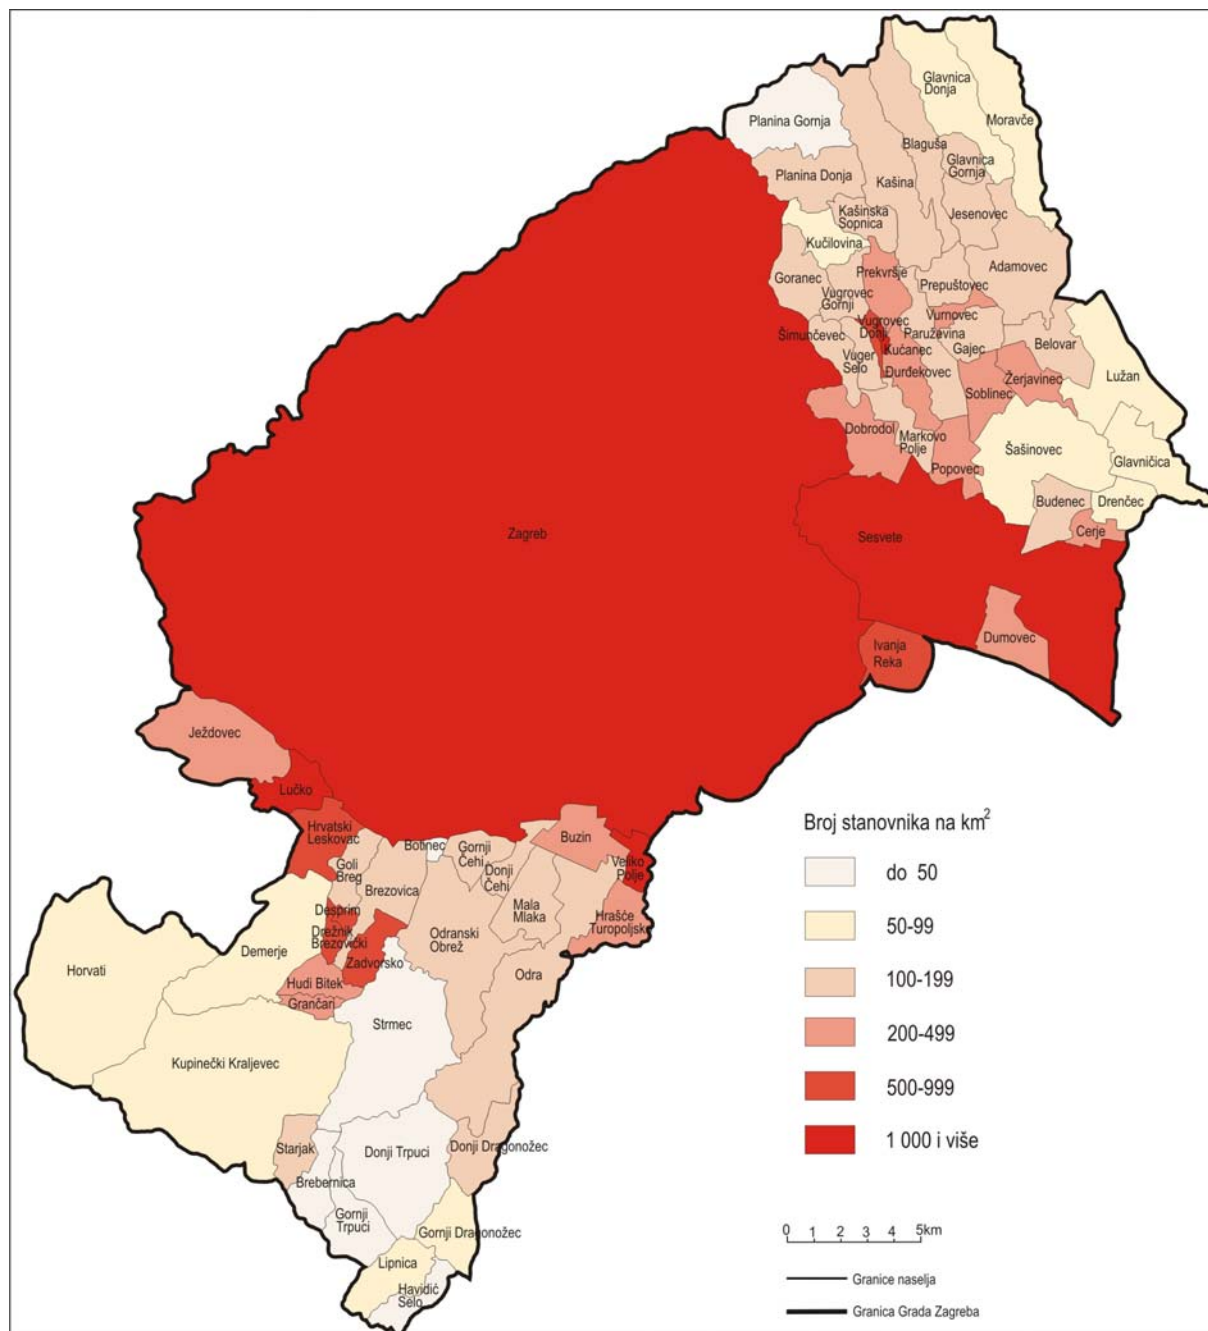 Glavnica
Donja
Moravče
Planina Gornja
Blaguša
Glavnica
Gornja
Planina Donja
Kašina
Kašinska
Sopnica
Jesenovec
Kučilovina
Adamovec
Goranec
Prekvršje
Prepuštovec
Vugrovec
Gornji
Vurnovec
Vugrovec
Donji
Šimunčevec
Paruževina
Gajec
Belovar
Vuger
Selo
Kućanec
Đurđekovec
Žerjavinec
Lužan
Soblinec
Dobrodol
Markovo
Polje
Popovec
Šašinovec
Glavničica
Budenec
Drenčec
Cerje
Zagreb
Sesvete
Dumovec
Ivanja
Reka
Ježdovec
Lučko
Hrvatski
Leskovac
Botinec
Gornji
Čehi
Buzin
Veliko
Polje
Goli
Breg
Brezovica
Donji
Čehi
Mala
Mlaka
Hrašće
Turopoljsk
Desprim
Drežnik
Brezovički
Odranski
Obrež
Demerje
Zadvorsko
Horvati
Hudi Bitek
Odra
Grančari
Strmec
Kupinečki Kraljevec
Starjak
Donji Trpuci
Donji Dragonožec
Brebernica
Gornji
Trpuci
Gornji Dragonožec
Lipnica
Havidić
Selo
Broj stanovnika na km²
do 50
50-99
100-199
200-499
500-999
1 000 i više
0 1 2 3 4 5km
Granice naselja
Granica Grada Zagreba